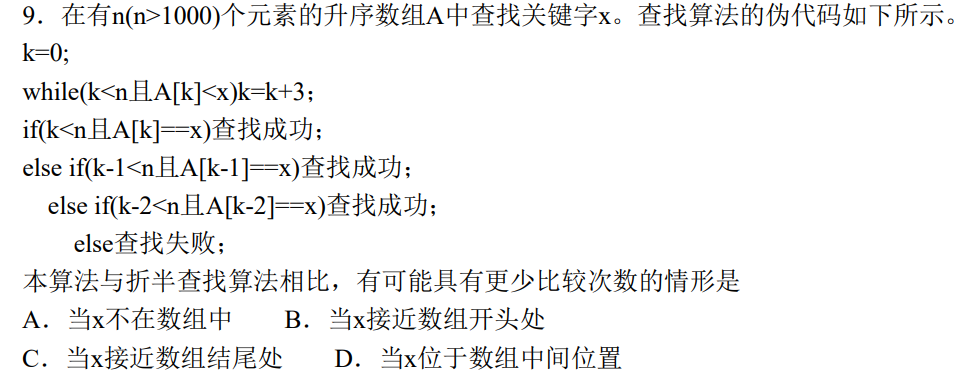 9．在有n(n>1000)个元素的升序数组A中查找关键字x。查找算法的伪代码如下所示。
k=0;
while(k<n且A[k]<x)k=k+3;
if(k<n且A[k]==x)查找成功;
else if(k-1<n且A[k-1]==x)查找成功;
else if(k-2<n且A[k-2]==x)查找成功;
else查找失败;
本算法与折半查找算法相比，有可能具有更少比较次数的情形是
A．当x不在数组中 B．当x接近数组开头处
C．当x接近数组结尾处 D．当x位于数组中间位置